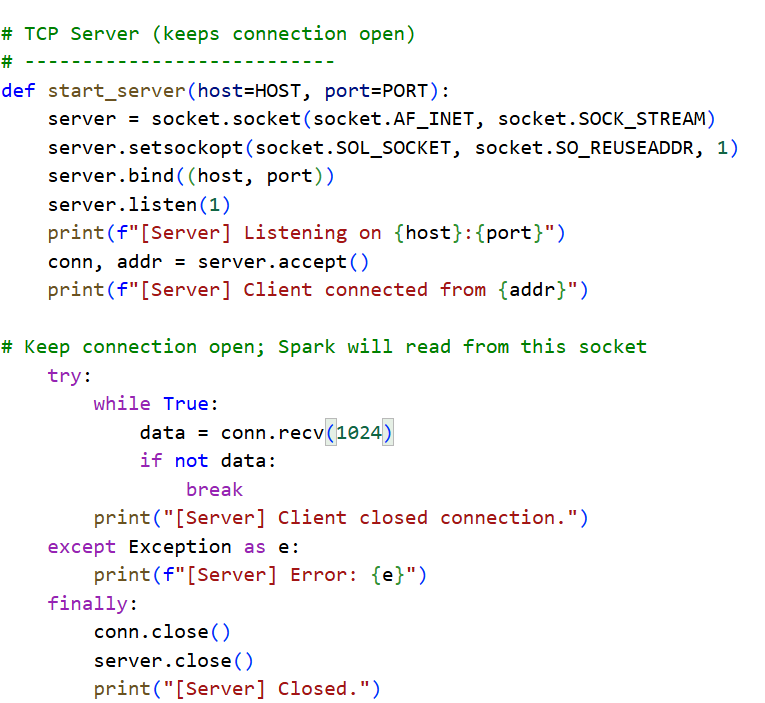 # TCP Server (keeps connection open)
# ---------------------------
def start_server(host=HOST, port=PORT):
    server = socket.socket(socket.AF_INET, socket.SOCK_STREAM)
    server.setsockopt(socket.SOL_SOCKET, socket.SO_REUSEADDR, 1)
    server.bind((host, port))
    server.listen(1)
    print(f"[Server] Listening on {host}:{port}")
    conn, addr = server.accept()
    print(f"[Server] Client connected from {addr}")

# Keep connection open; Spark will read from this socket
    try:
        while True:
            data = conn.recv(1024)
            if not data:
                break
        print("[Server] Client closed connection.")
    except Exception as e:
        print(f"[Server] Error: {e}")
    finally:
        conn.close()
        server.close()
        print("[Server] Closed.")